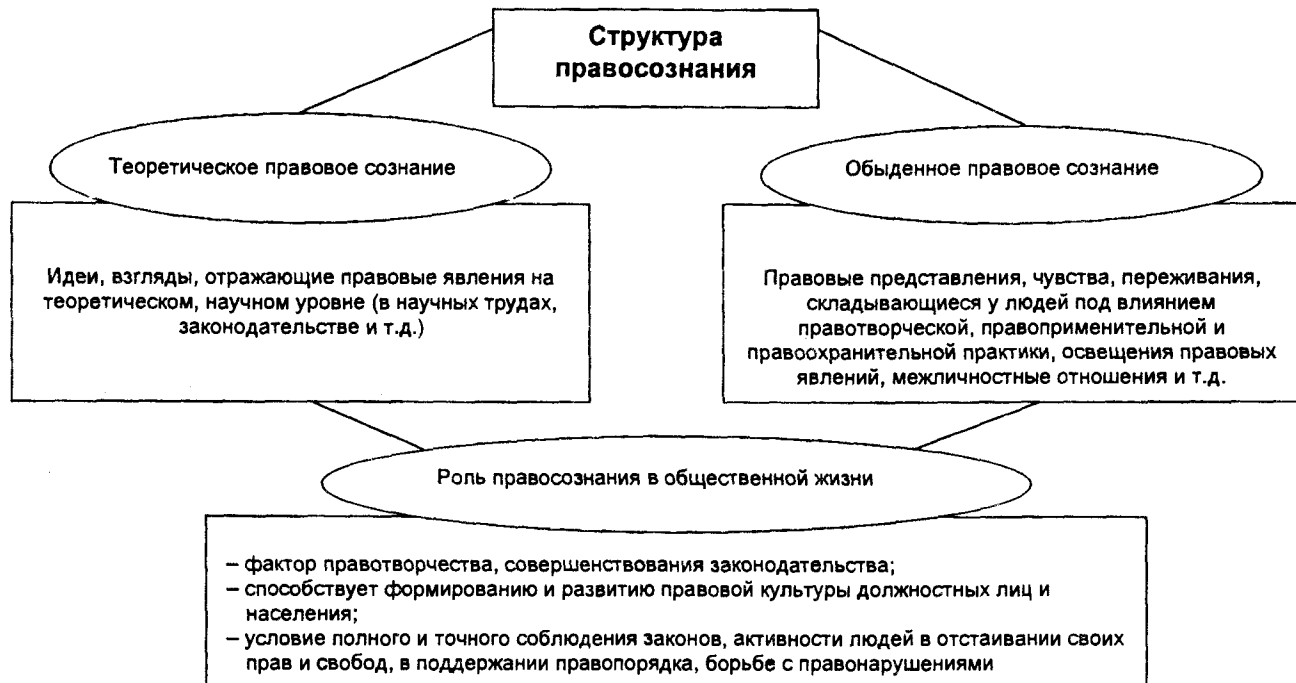 Структура
правосознания
Теоретическое правовое сознание
Обыденное правовое сознание
Идеи, взгляды, отражающие правовые явления на
теоретическом, научном уровне (в научных трудах,
законодательстве и т.д.)
Правовые представления, чувства, переживания,
складывающиеся у людей под влиянием
правотворческой, правоприменительной и
правоохранительной практики, освещения правовых
явлений, межличностные отношения и т.д.
Роль правосознания в общественной жизни
– фактор правотворчества, совершенствования законодательства;
– способствует формированию и развитию правовой культуры должностных лиц и
населения;
– условие полного и точного соблюдения законов, активности людей в отстаивании своих
прав и свобод, в поддержании правопорядка, борьбе с правонарушениями